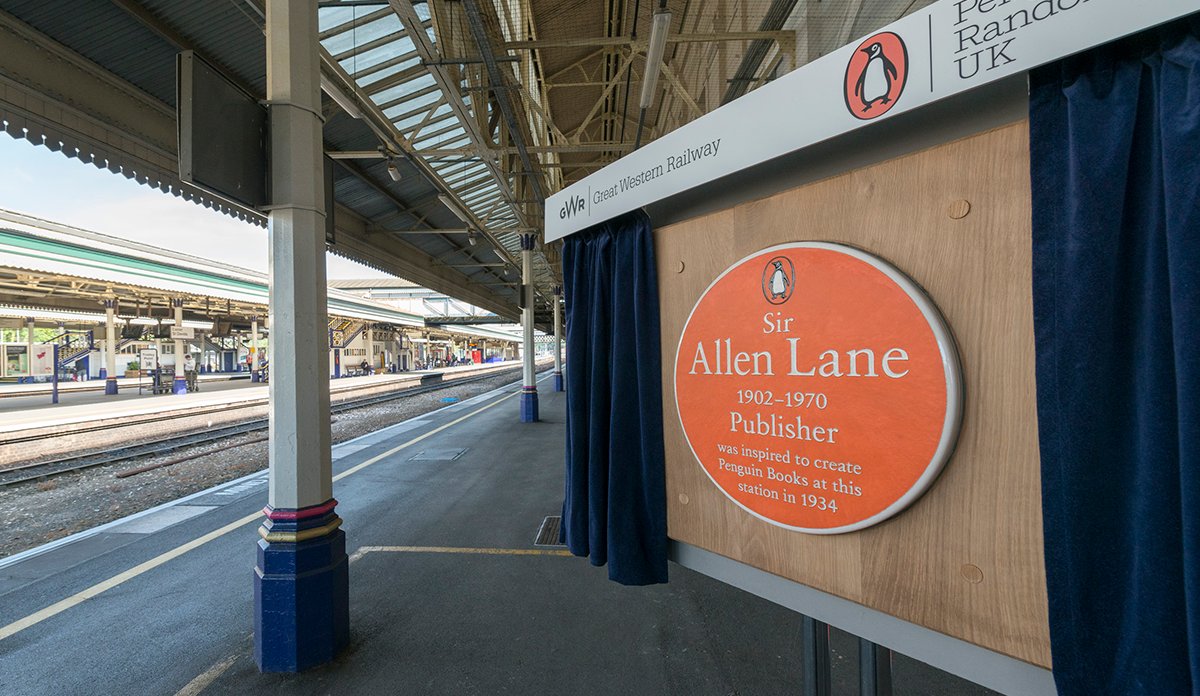 Random
UK
GWR Great Western Railway
Sir
Allen Lane
1902–1970
Publisher
was inspired to create
Penguin Books at this
station in 1934